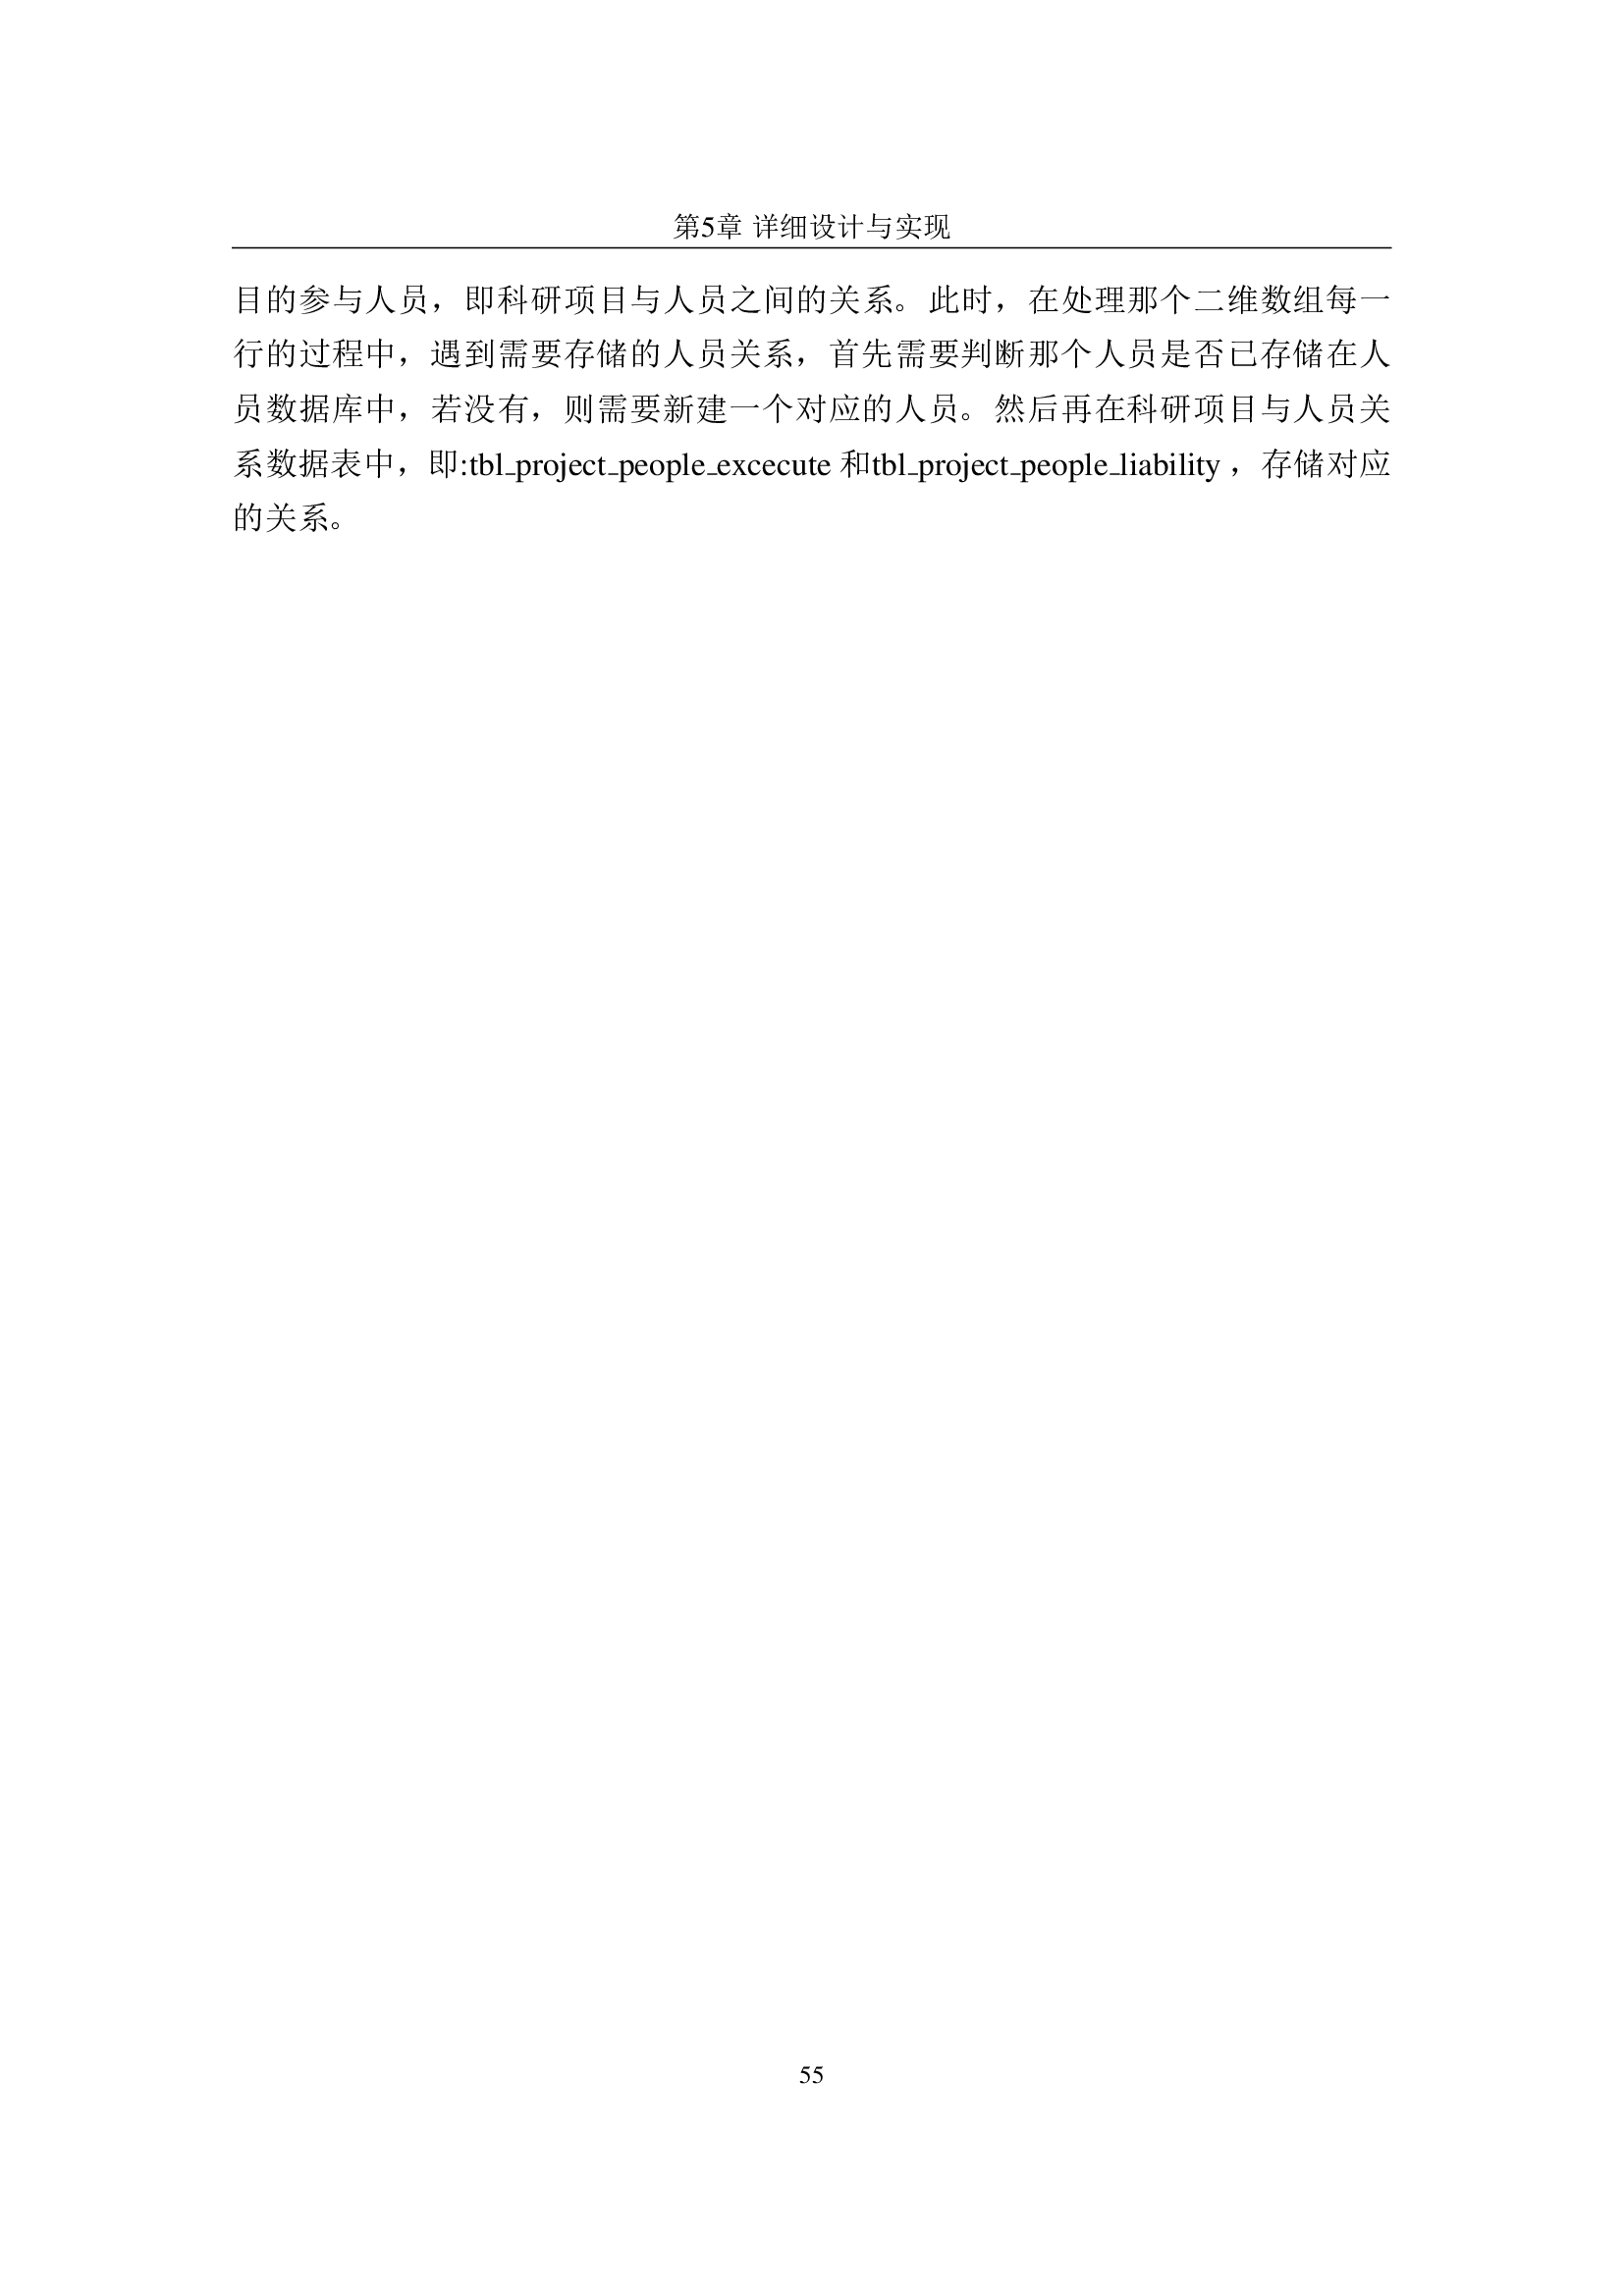 第5章 详细设计与实现
目的参与人员，即科研项目与人员之间的关系。此时，在处理那个二维数组每一
行的过程中，遇到需要存储的人员关系，首先需要判断那个人员是否已存储在人
员数据库中，若没有，则需要新建一个对应的人员。然后再在科研项目与人员关
系数据表中，即:tbl_project_people_excecute 和tbl_project_people_liability ，存储对应
的关系。
55